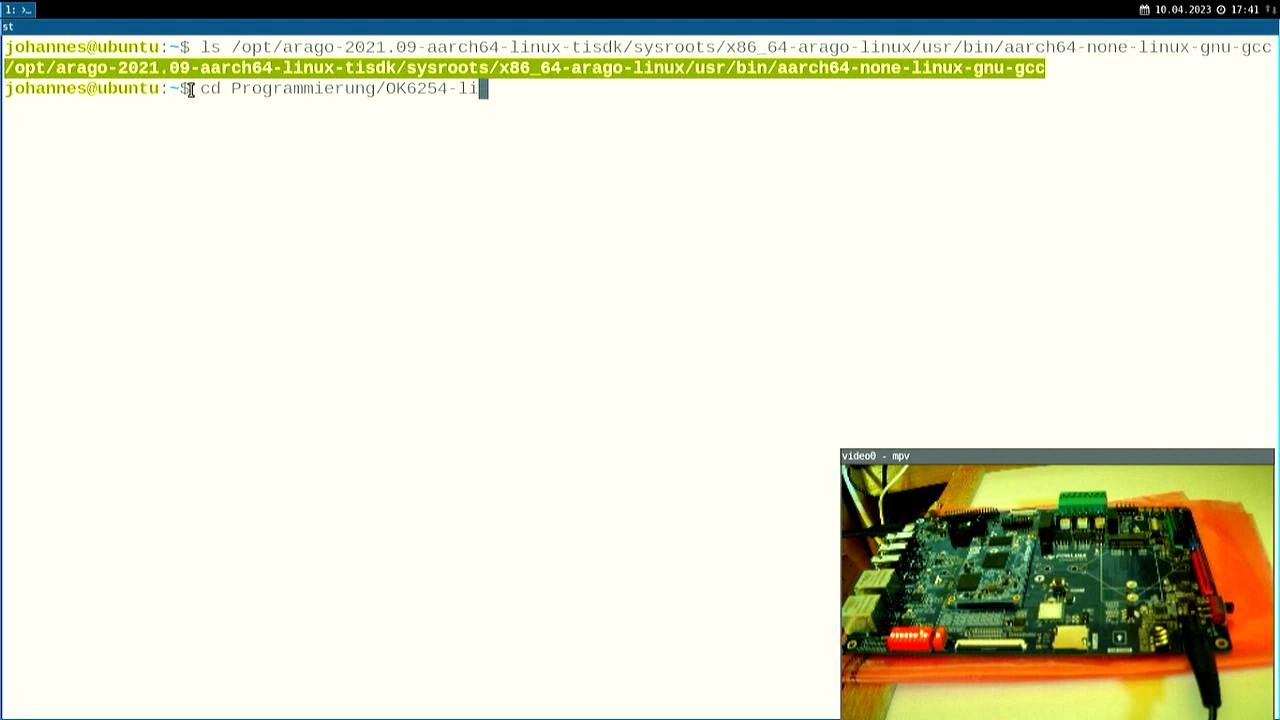 1: >_
10.04.2023 17:41
st
johannes@ubuntu:~$ ls /opt/arago-2021.09-aarch64-linux-tisdk/sysroots/x86_64-arago-linux/usr/bin/aarch64-none-linux-gnu-gcc
/opt/arago-2021.09-aarch64-linux-tisdk/sysroots/x86_64-arago-linux/usr/bin/aarch64-none-linux-gnu-gcc
johannes@ubuntu:~$ cd Programmierung/OK6254-li
video0 - mpv